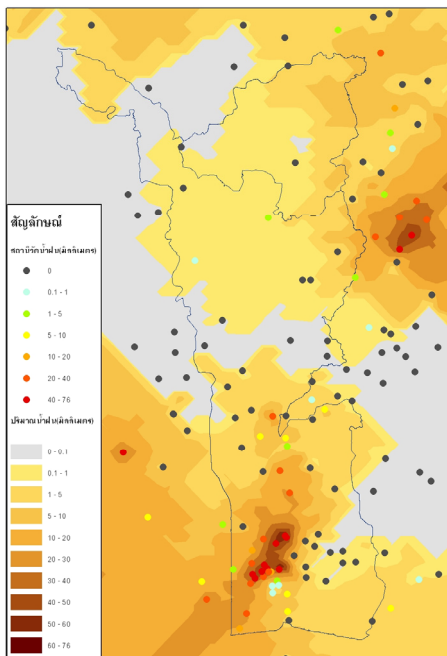 สัญลักษณ์
สถานีวัดน้ำฝน(มิลลิเมตร)
0
0.1 - 1
1 - 5
5 - 10
10 - 20
20 - 40
40 - 76
ปริมาณน้ำฝน(มิลลิเมตร)
0 - 0.1
0.1 - 1
1 - 5
5 - 10
10 - 20
20 - 30
30 - 40
40 - 50
50 - 60
60 - 76